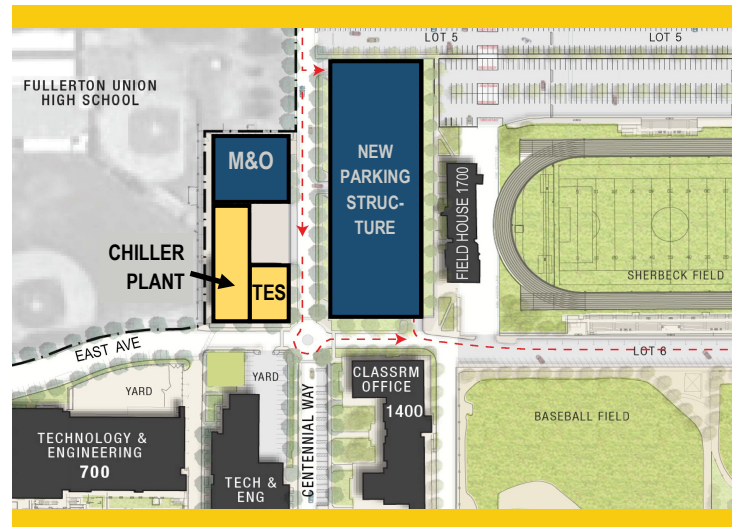 LOT 5
LOT 5
FULLERTON UNION
HIGH SCHOOL
M&O
NEW
PARKING
STRUC-
TURE
FIELD HOUSE 1700
CHILLER
PLANT
TES
SHERBECK FIELD
EAST AVE
LOT 6
YARD
YARD
CENTENNIAL WAY
CLASSRM
OFFICE
1400
BASEBALL FIELD
TECHNOLOGY &
ENGINEERING
700
TECH &
ENG